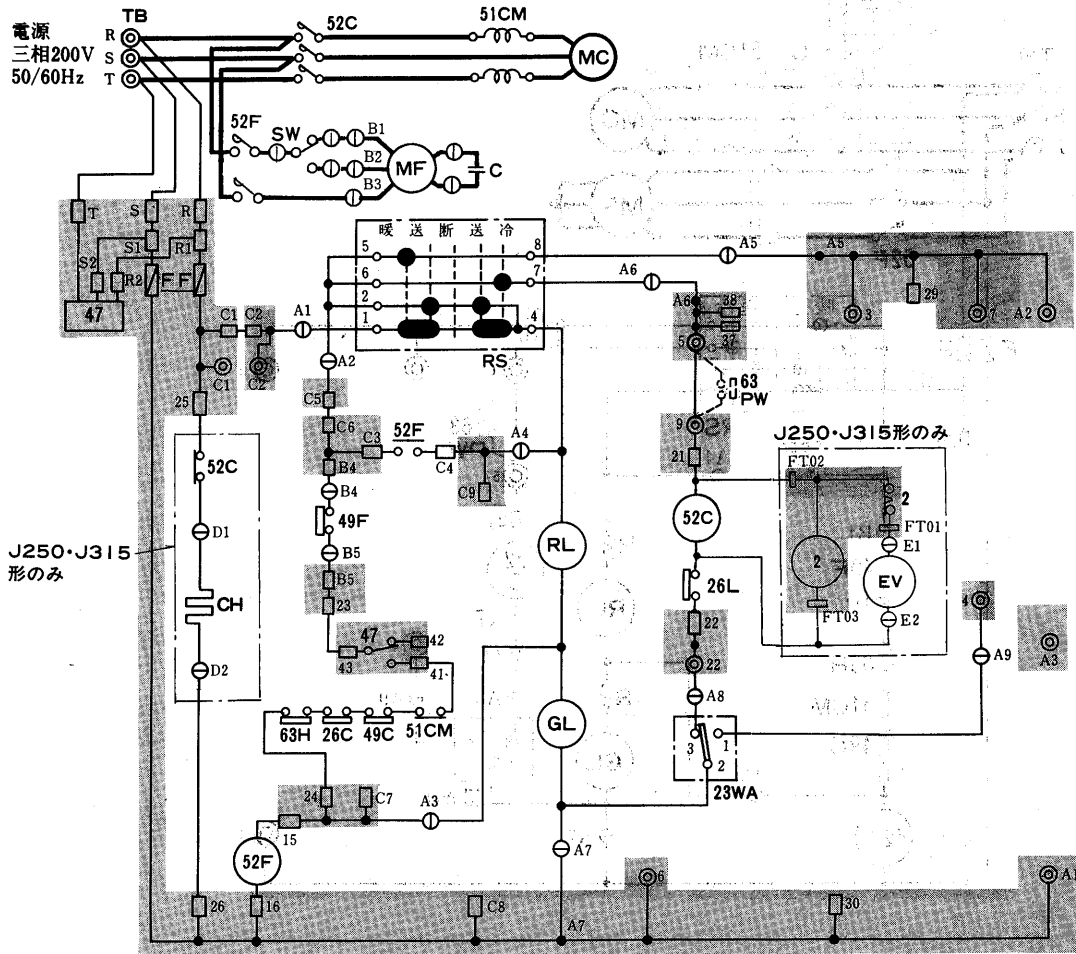 電源
三相200V
50/60Hz
TB
R
S
T
52C
51CM
MC
52F
SW
B1
B2
B3
MF
C
T
S
R
S1
R1
S2
R2
F
F
47
C1
C2
A1
C1
C2
25
暖 送 断 送 冷
5
6
2
1
8
7
4
RS
A5
A6
A5
3
29
7
A2
A6
38
37
5
63
PW
9
21
A2
C5
C6
C3
52F
C4
A4
C9
B4
B4
49F
B5
B5
23
47
42
43
41
63H
26C
49C
51CM
24
C7
A3
15
52F
16
52C
D1
CH
D2
26
J250・J315
形のみ
RL
GL
A7
A7
52C
26L
22
22
A8
3
1
2
23WA
J250・J315形のみ
FT02
2
FT01
E1
2
EV
FT03
E2
4
A9
A3
C8
6
30
A1